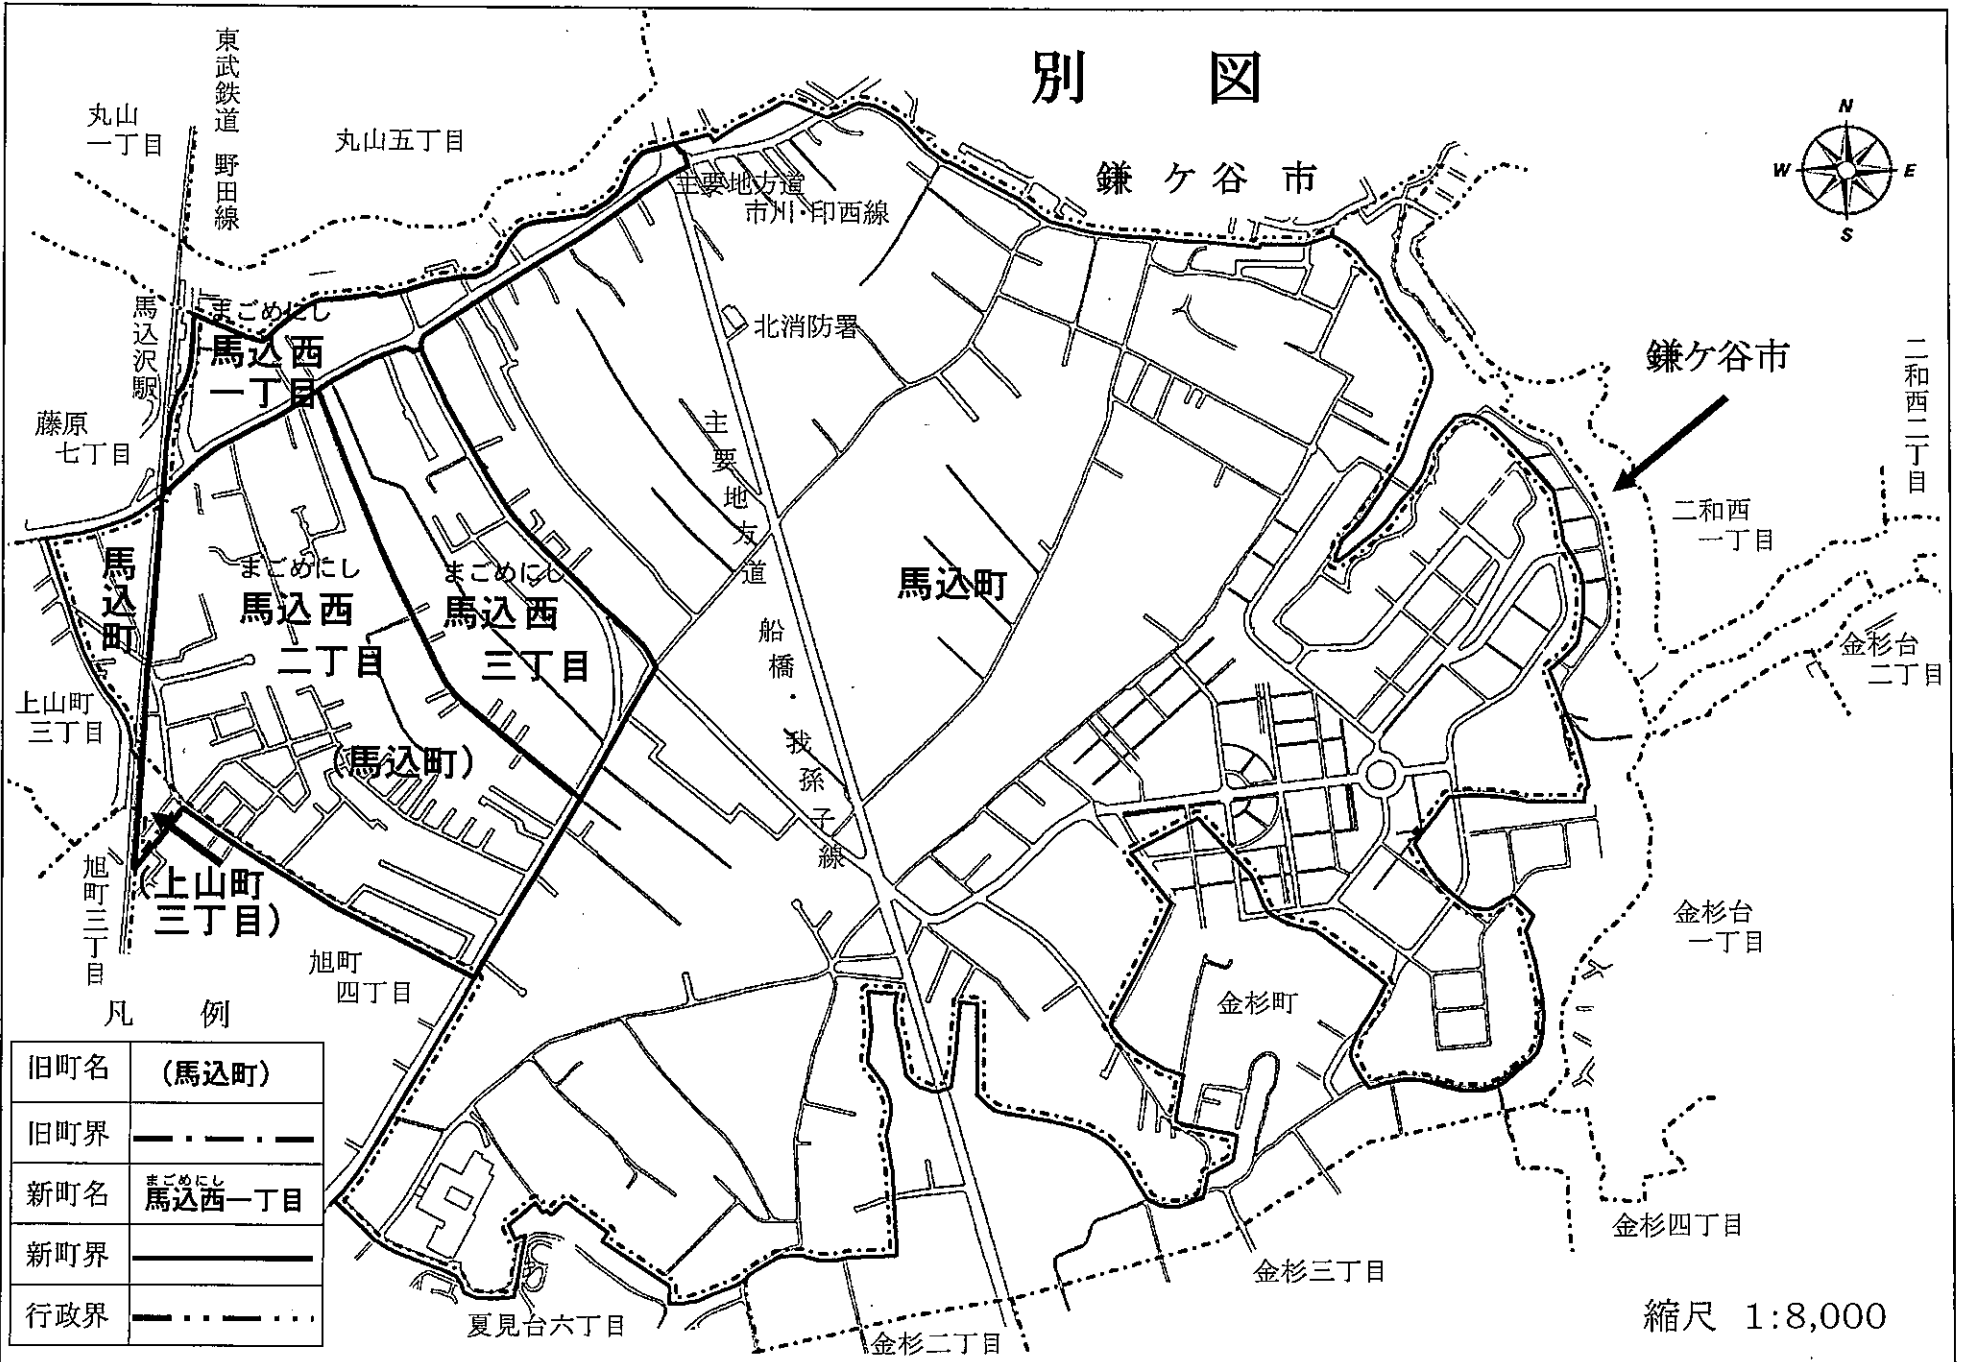 別 図
東武鉄道 野田線
丸山
一丁目
丸山五丁目
鎌ケ谷市
N
W
E
S
主要地方道
市川・印西線
馬込沢駅
まごめにし
馬込西
一丁目
北消防署
鎌ケ谷市
二和西二丁目
藤原
七丁目
主要地方道
船橋・我孫子線
二和西
一丁目
馬込町
まごめにし
馬込西
二丁目
まごめにし
馬込西
三丁目
馬込町
金杉台
二丁目
上山町
三丁目
(馬込町)
旭町三丁目
(上山町
三丁目)
旭町
四丁目
金杉町
金杉台
一丁目
凡 例
旧町名 (馬込町)
旧町界
まごめにし
新町名 馬込西一丁目
新町界
行政界
夏見台六丁目
金杉二丁目
金杉三丁目
金杉四丁目
縮尺 1:8,000